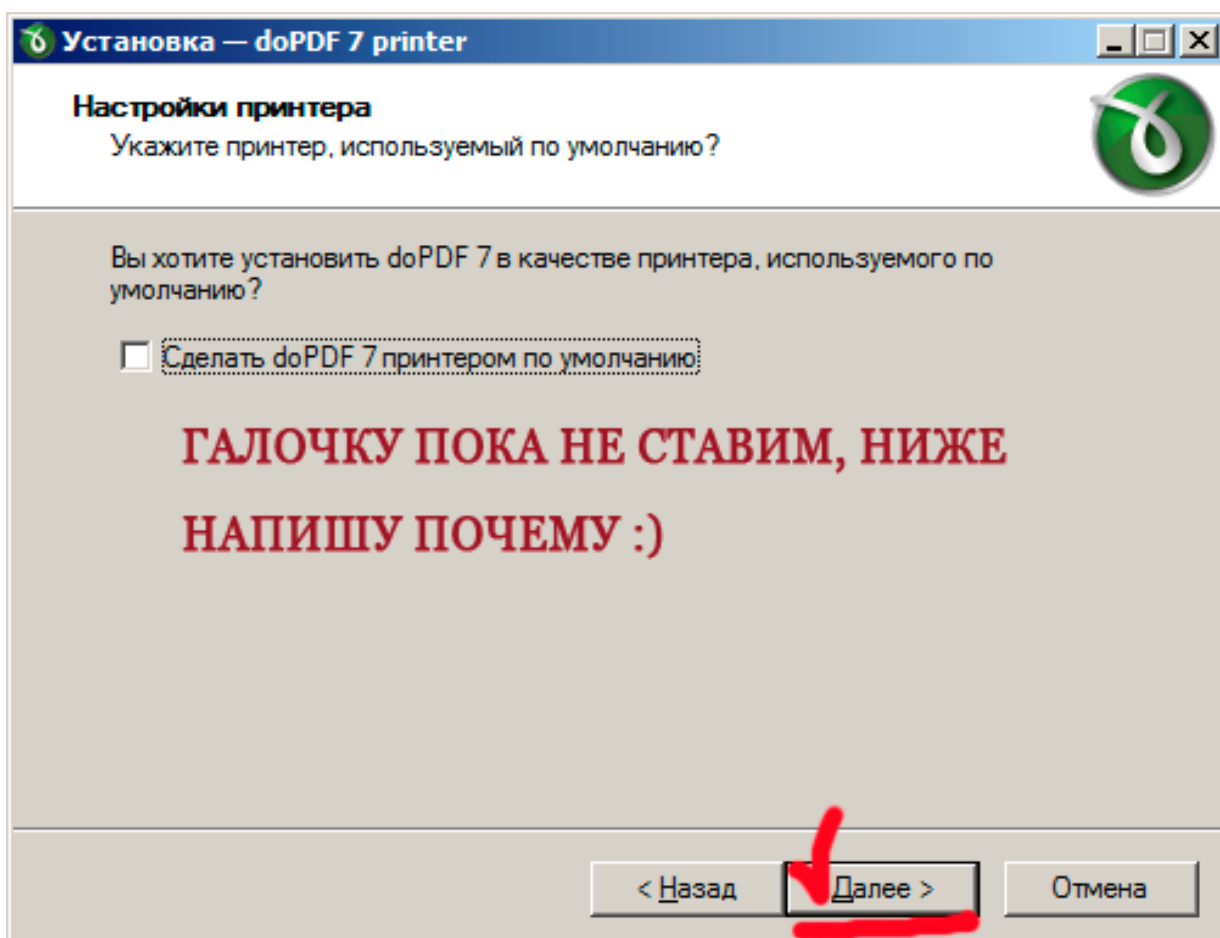 Установка — doPDF 7 printer
Настройки принтера
Укажите принтер, используемый по умолчанию?
Вы хотите установить doPDF 7 в качестве принтера, используемого по
умолчанию?
Сделать doPDF 7 принтером по умолчанию
ГАЛОЧКУ ПОКА НЕ СТАВИМ, НИЖЕ
НАПИШУ ПОЧЕМУ :)
< Назад Далее > Отмена